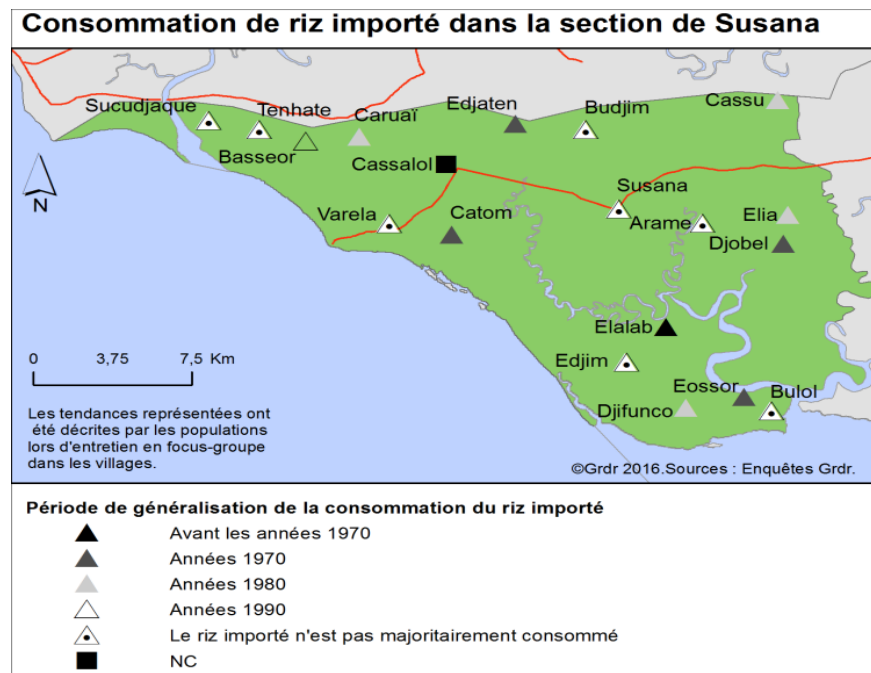 Consommation de riz importé dans la section de Susana
Sucdjaque
Tenhate
Caruaï
Edjaten
Budjim
Cassu
Basseor
Cassalol
Susana
Varela
Catom
Arame
Elia
Djobel
N
Elalab
0 3,75 7,5 Km
Edjim
Eossor
Bulol
Djifunco
Les tendances représentées ont
été décrites par les populations
lors d'entretien en focus-groupe
dans les villages.
©Grdr 2016.Sources : Enquêtes Grdr.
Période de généralisation de la consommation du riz importé
Avant les années 1970
Années 1970
Années 1980
Années 1990
Le riz importé n'est pas majoritairement consommé
NC